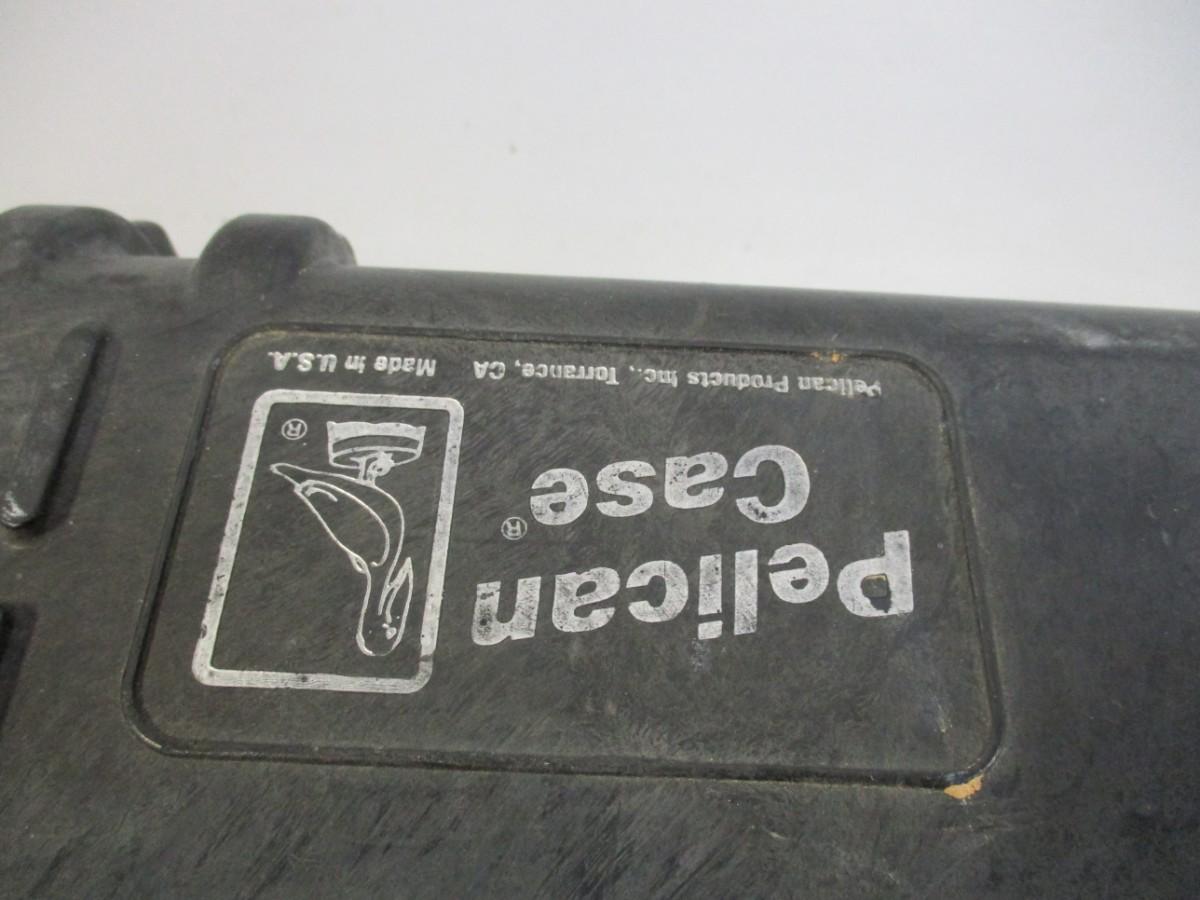 Pelican
Case®
®
Pelican Products Inc., Torrance, CA Made in U.S.A.